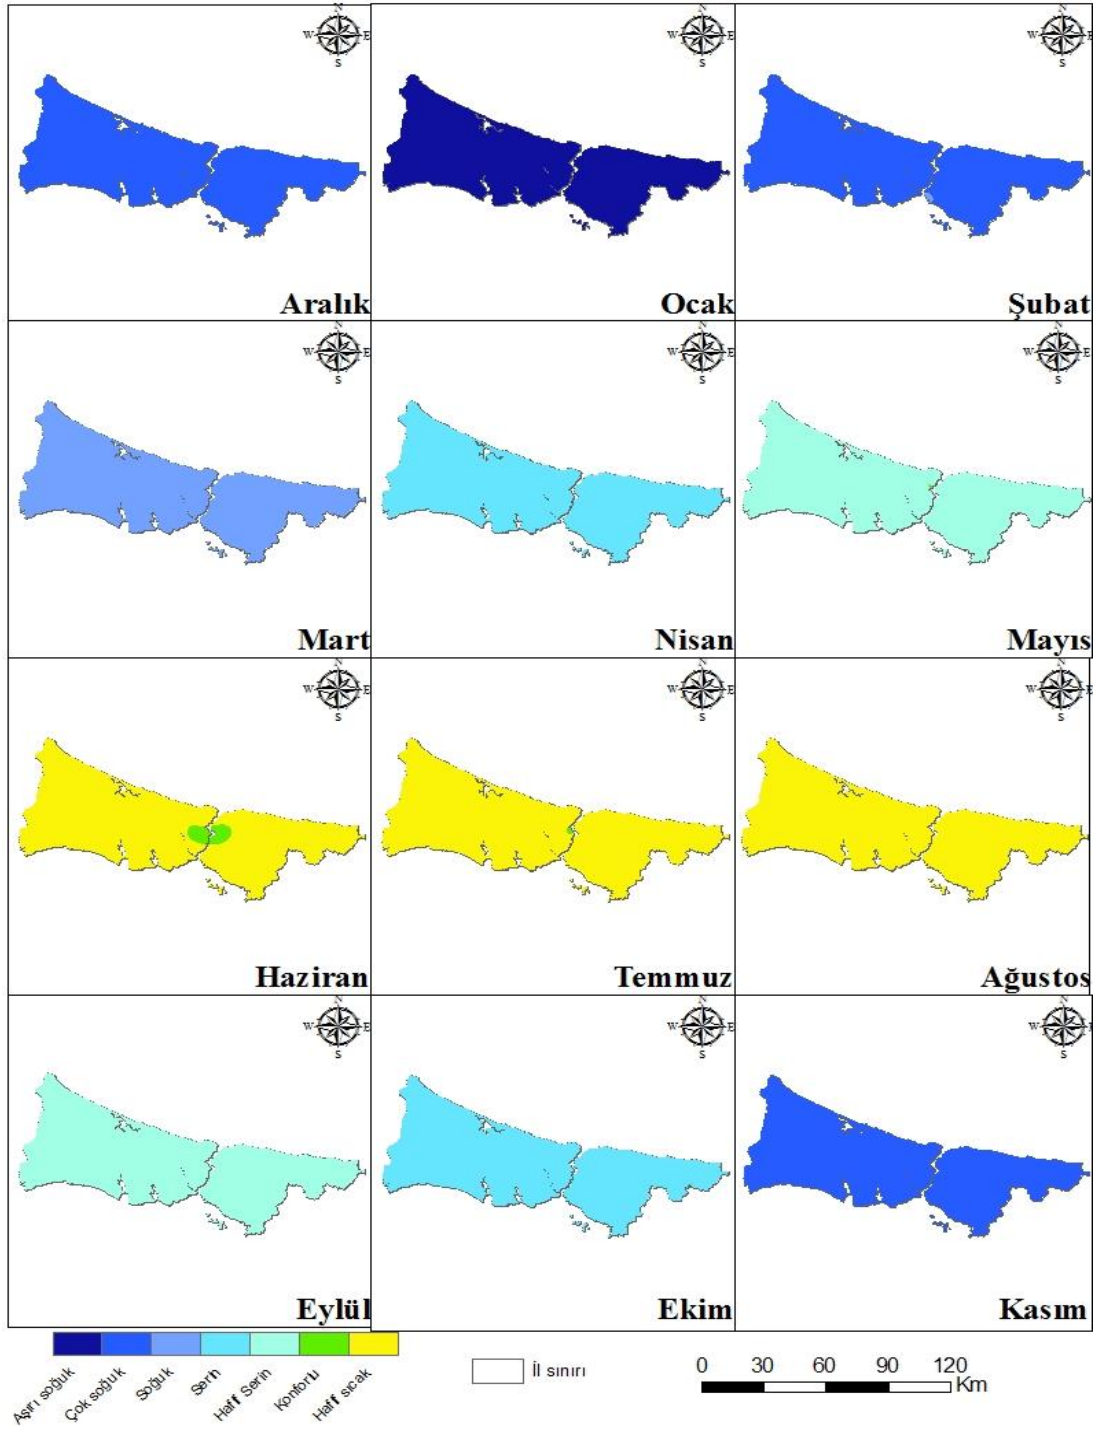 N
W E
S
N
W E
S
N
W E
S
Aralık
Ocak
Şubat
N
W E
S
N
W E
S
N
W E
S
Mart
Nisan
Mayıs
N
W E
S
N
W E
S
N
W E
S
Haziran
Temmuz
Ağustos
N
W E
S
N
W E
S
N
W E
S
Eylül
Ekim
Kasım
Aşırı soğuk
Çok soğuk
Soğuk
Serin
Hafif Serin
Konforlu
Hafif sıcak
İl sınırı
0 30 60 90 120
Km